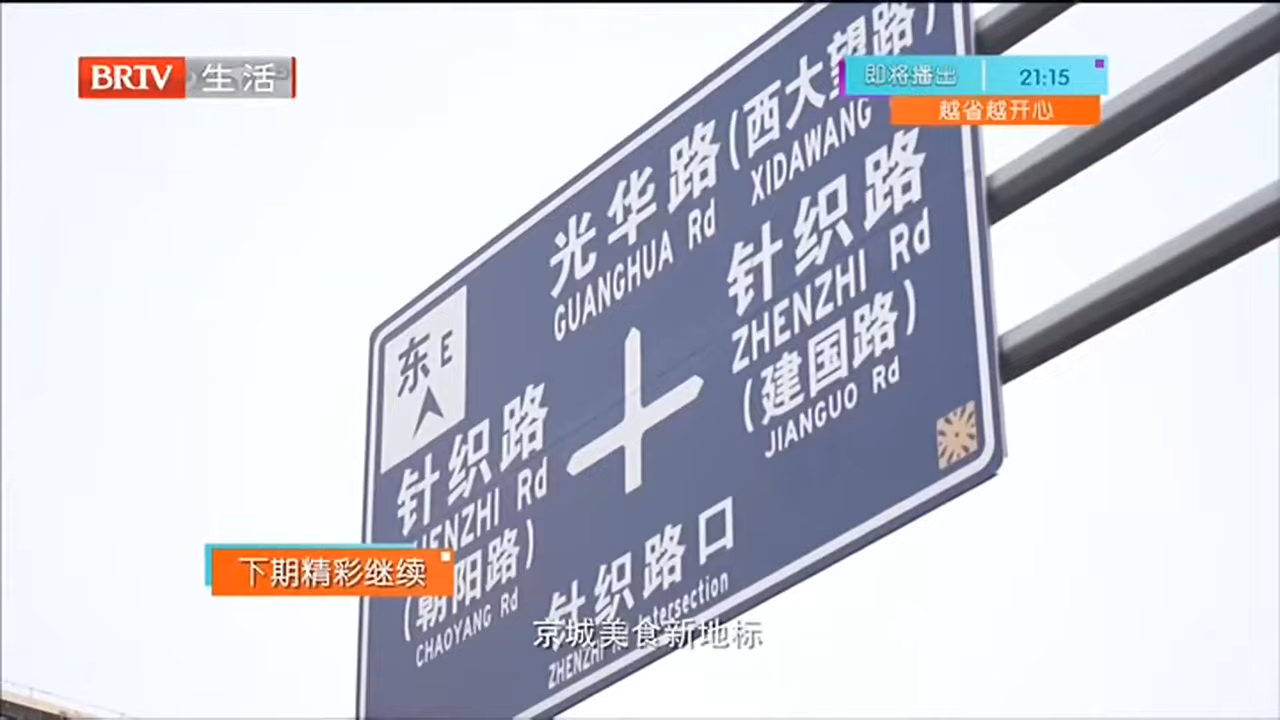 BRTV 生活
即将播出 21:15
越省越开心
光华路(西大望路)
GUANGHUA Rd XIDAWANG
东 E
针织路
ZHENZHI Rd
(建国路)
JIANGUO Rd
针织路
HENZHI Rd
(朝阳路)
CHAOYANG Rd
针织路口
ZHENZHI Intersection
下期精彩继续
京城美食新地标